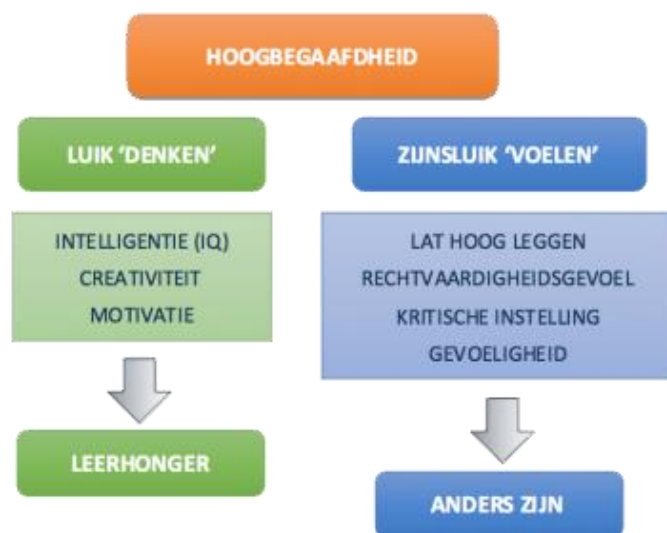 HOOGBEGAAFDHEID
LUIK ‘DENKEN’
INTELLIGENTIE (IQ)
CREATIVITEIT
MOTIVATIE
LEERHONGER
ZIJNSLUIK ‘VOELEN’
LAT HOOG LEGGEN
RECHTVAARDIGHEIDSGEVOEL
KRITISCHE INSTELLING
GEVOELIGHEID
ANDERS ZIJN